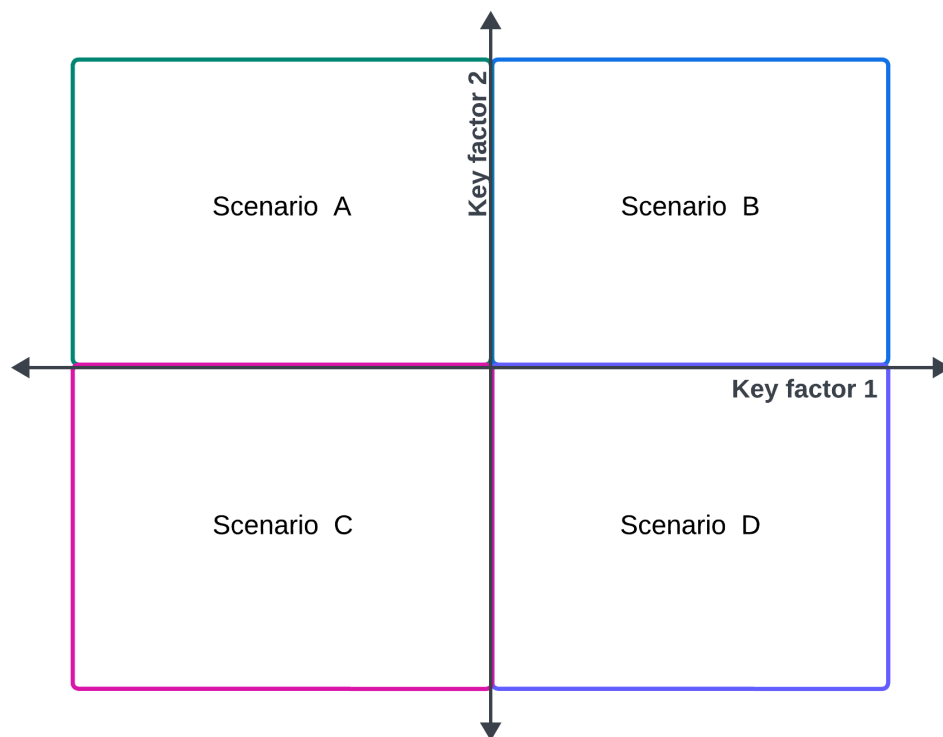 Key factor 2
Scenario A
Scenario B
Key factor 1
Scenario C
Scenario D